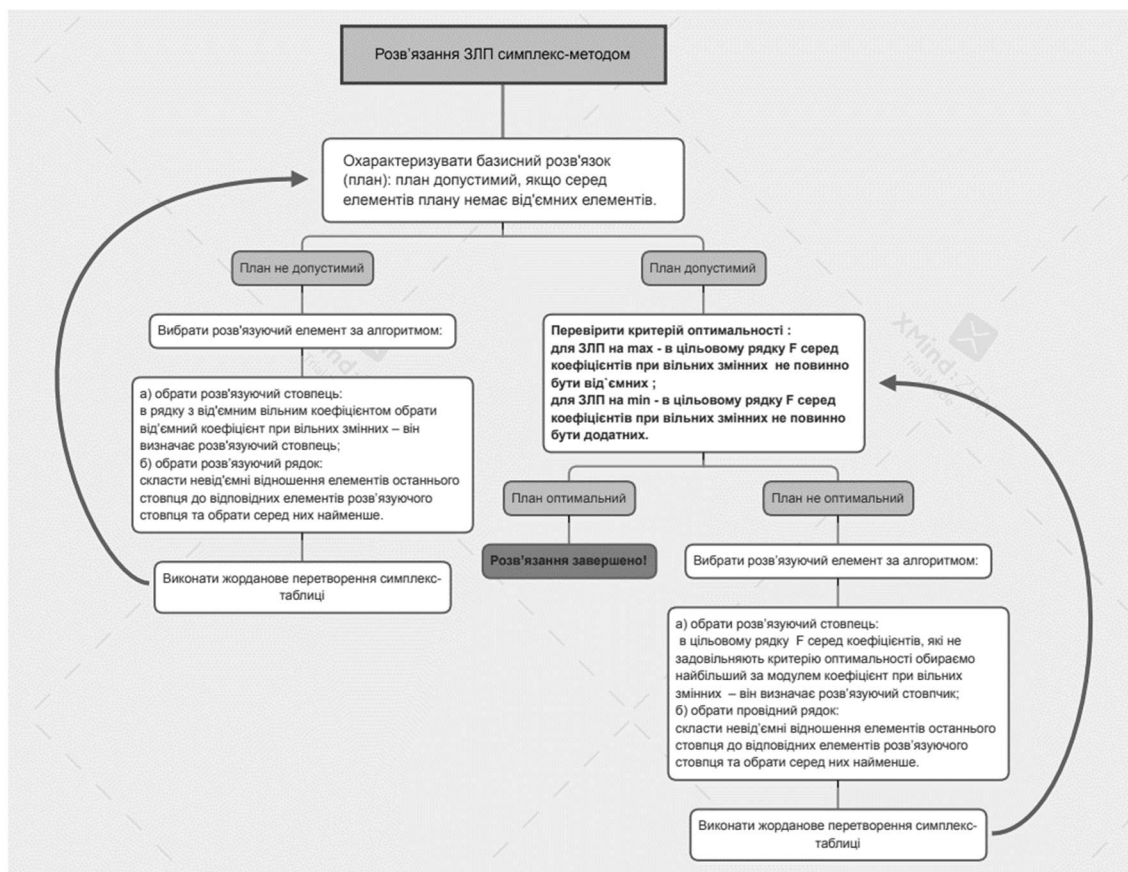 Розв’язання ЗЛП симплекс-методом
Охарактеризувати базисний розв'язок
(план): план допустимий, якщо серед
елементів плану немає від'ємних елементів.
План не допустимий
План допустимий
Вибрати розв'язуючий елемент за алгоритмом:
Перевірити критерій оптимальності :
для ЗЛП на max - в цільовому рядку F серед
коефіцієнтів при вільних змінних не повинно
бути від`ємних ;
для ЗЛП на min - в цільовому рядку F серед
коефіцієнтів при вільних змінних не повинно
бути додатних.
а) обрати розв'язуючий стовпець:
в рядку з від'ємним вільним коефіцієнтом обрати
від’ємний коефіцієнт при вільних змінних – він
визначає розв'язуючий стовпець;
б) обрати розв’язуючий рядок:
скласти невід'ємні відношення елементів останнього
стовпця до відповідних елементів розв’язуючого
стовпця та обрати серед них найменше.
План оптимальний
План не оптимальний
Розв’язання завершено!
Вибрати розв’язуючий елемент за алгоритмом:
Виконати жорданове перетворення симплекс-
таблиці
а) обрати розв’язуючий стовпець:
в цільовому рядку F серед коефіцієнтів, які не
задовільняють критерію оптимальності обираємо
найбільший за модулем коефіцієнт при вільних
змінних – він визначає розв’язуючий стовпчик;
б) обрати провідний рядок:
скласти невід’ємні відношення елементів останнього
стовпця до відповідних елементів розв’язуючого
стовпця та обрати серед них найменше.
Виконати жорданове перетворення симплекс-
таблиці
XMind